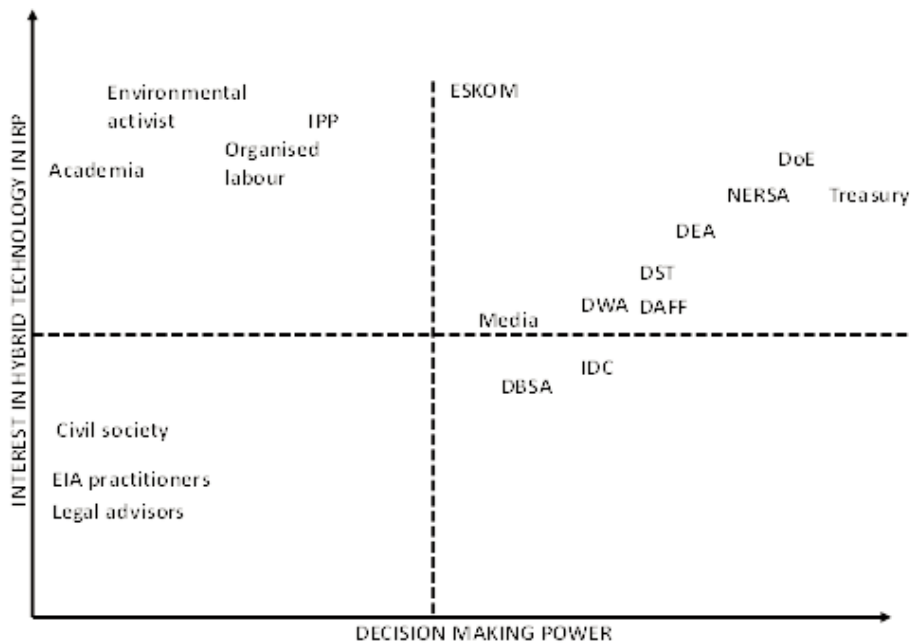 INTEREST IN HYBRID TECHNOLOGY IN IRP
Environmental
activist
IPP
ESKOM
Organised
labour
Academia
DoE
NERSA
Treasury
DEA
DST
DWA
DAFF
Media
IDC
DBSA
Civil society
EIA practitioners
Legal advisors
DECISION MAKING POWER